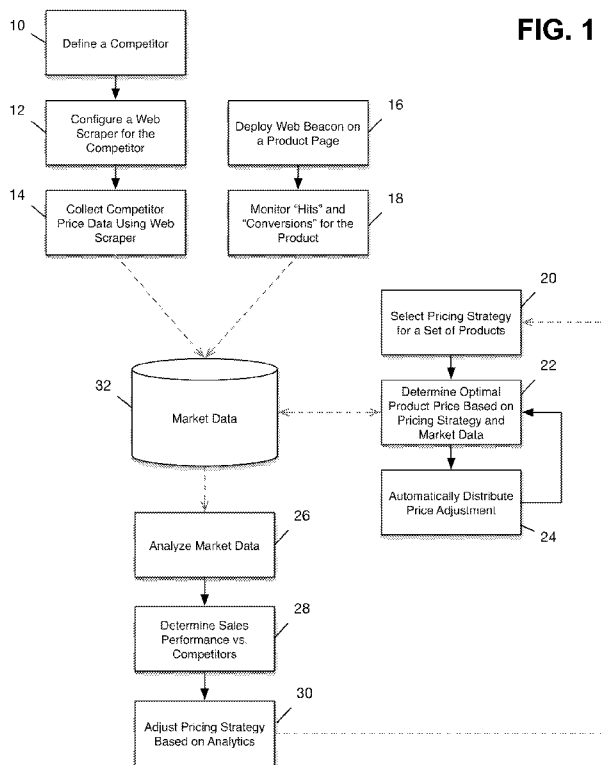 FIG. 1
10
Define a Competitor
12
Configure a Web
Scraper for the
Competitor
14
Collect Competitor
Price Data Using Web
Scraper
16
Deploy Web Beacon on
a Product Page
18
Monitor “Hits” and
“Conversions” for the
Product
20
Select Pricing Strategy
for a Set of Products
22
Determine Optimal
Product Price Based on
Pricing Strategy and
Market Data
Automatically Distribute
Price Adjustment
24
32
Market Data
26
Analyze Market Data
28
Determine Sales
Performance vs.
Competitors
30
Adjust Pricing Strategy
Based on Analytics